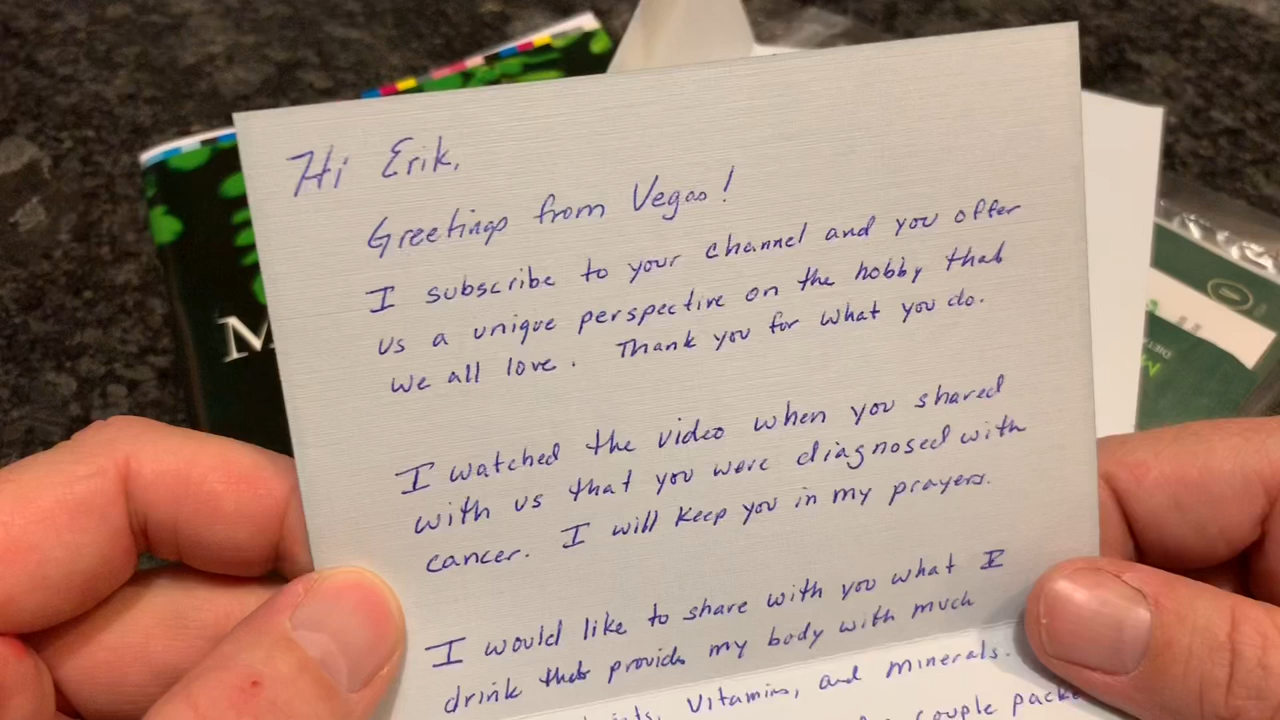 Hi Erik,
Greetings from Vegas!
I subscribe to your channel and you offer
us a unique perspective on the hobby that
we all love. Thank you for what you do.
I watched the video when you shared
with us that you were diagnosed with
cancer. I will keep you in my prayers.
I would like to share with you what I
drink that provids my body with much
vitamins, and minerals.
couple
M